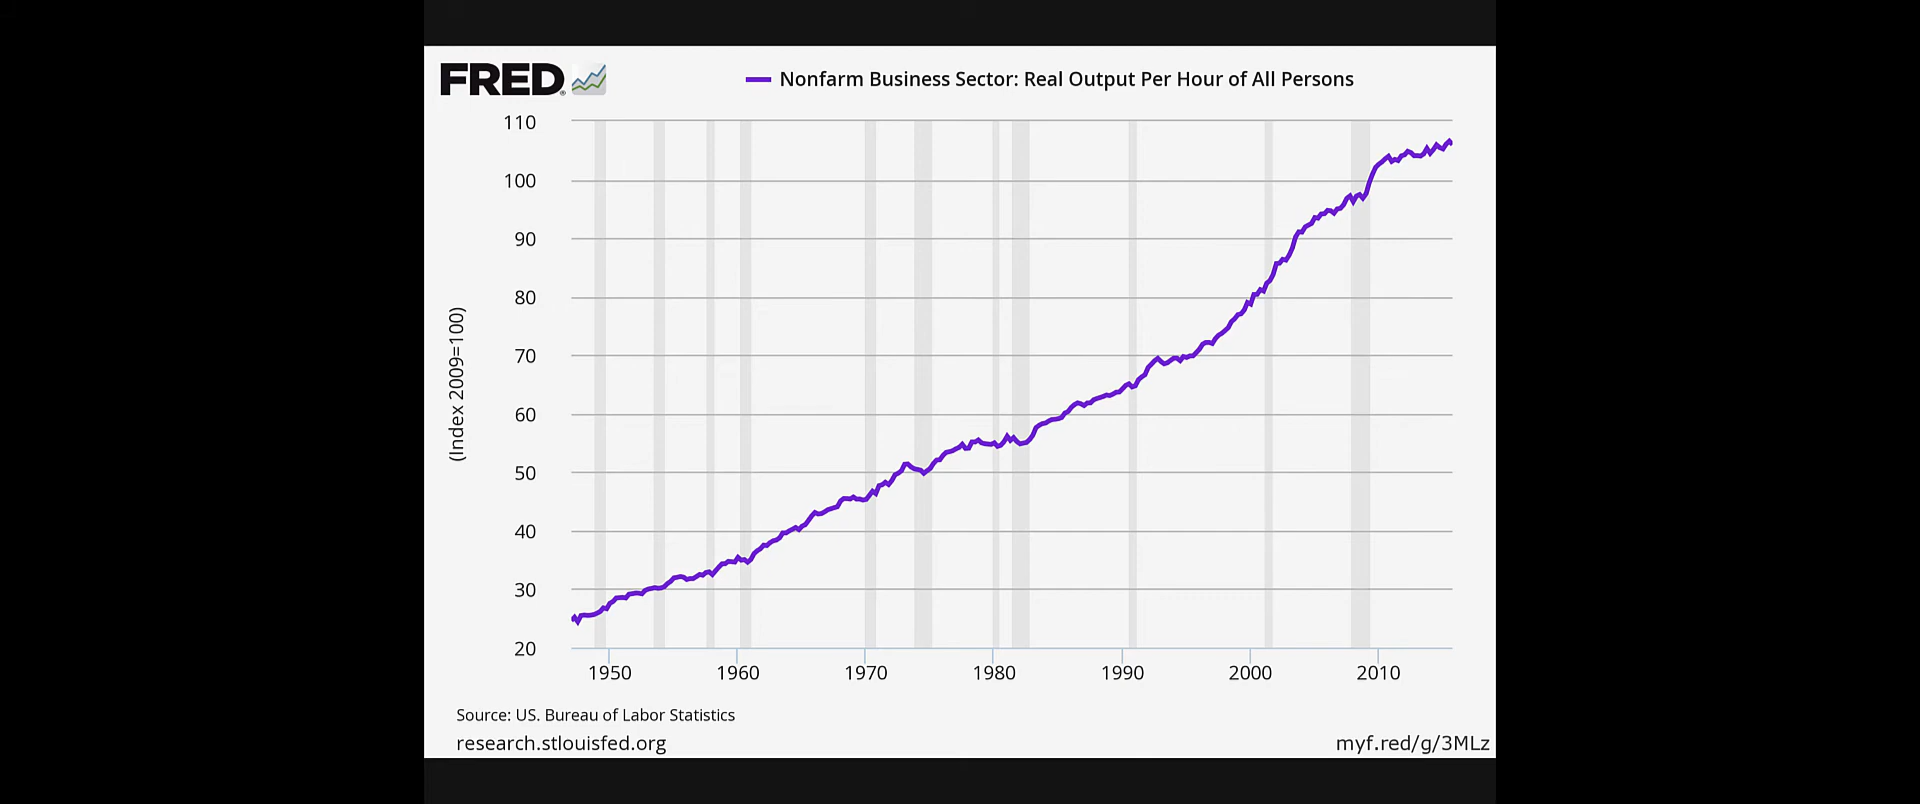 FRED
Nonfarm Business Sector: Real Output Per Hour of All Persons
110
100
90
80
70
60
50
40
30
20
(Index 2009=100)
1950 1960 1970 1980 1990 2000 2010
Source: US. Bureau of Labor Statistics
research.stlouisfed.org
myf.red/g/3MLz